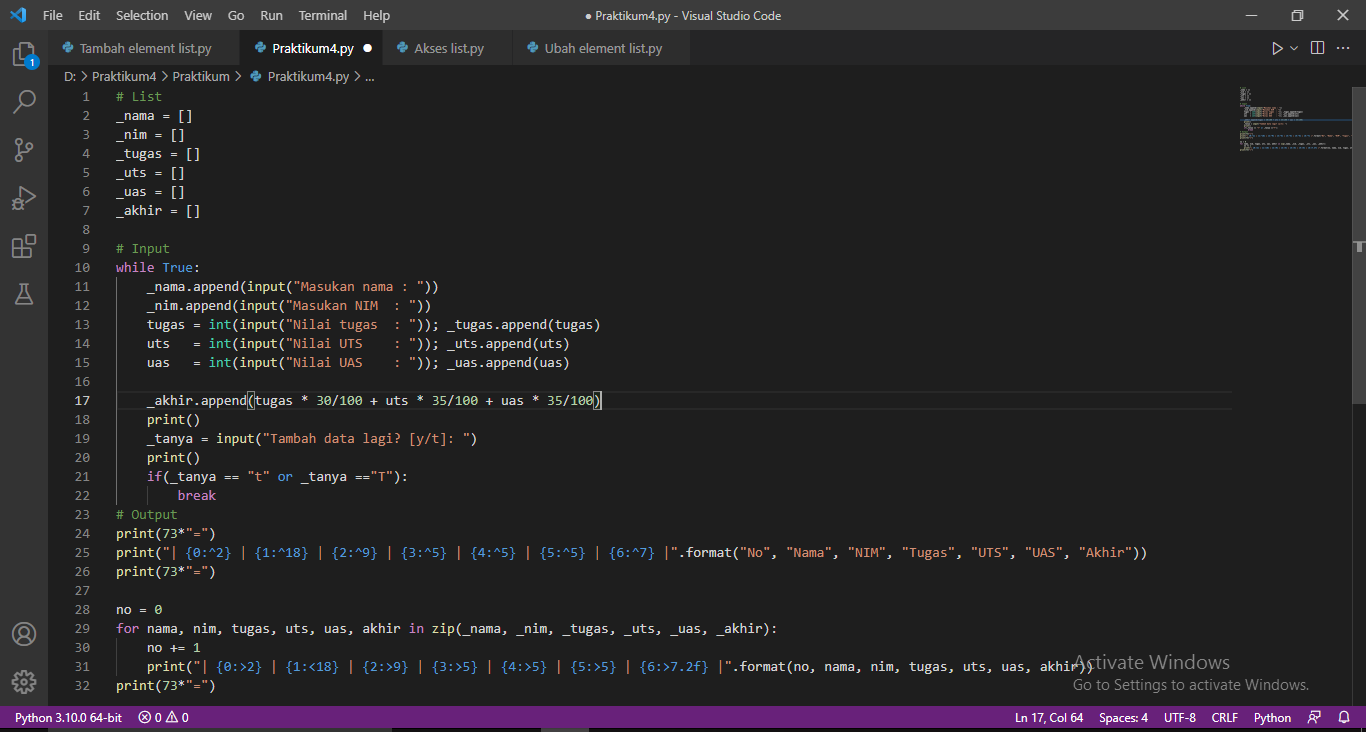 File Edit Selection View Go Run Terminal Help ● Praktikum4.py - Visual Studio Code
Tambah element list.py Praktikum4.py ● Akses list.py Ubah element list.py
D: > Praktikum4 > Praktikum > Praktikum4.py > ...
1
1 # List
2 _nama = []
3 _nim = []
4 _tugas = []
5 _uts = []
6 _uas = []
7 _akhir = []
8
9 # Input
10 while True:
11     _nama.append(input("Masukan nama : "))
12     _nim.append(input("Masukan NIM  : "))
13     tugas = int(input("Nilai tugas  : ")); _tugas.append(tugas)
14     uts   = int(input("Nilai UTS    : ")); _uts.append(uts)
15     uas   = int(input("Nilai UAS    : ")); _uas.append(uas)
16
17     _akhir.append(tugas * 30/100 + uts * 35/100 + uas * 35/100)
18     print()
19     _tanya = input("Tambah data lagi? [y/t]: ")
20     print()
21     if(_tanya == "t" or _tanya =="T"):
22         break
23 # Output
24 print(73*"=")
25 print("| {0:^2} | {1:^18} | {2:^9} | {3:^5} | {4:^5} | {5:^5} | {6:^7} |".format("No", "Nama", "NIM", "Tugas", "UTS", "UAS", "Akhir"))
26 print(73*"=")
27
28 no = 0
29 for nama, nim, tugas, uts, uas, akhir in zip(_nama, _nim, _tugas, _uts, _uas, _akhir):
30     no += 1
31     print("| {0:>2} | {1:<18} | {2:>9} | {3:>5} | {4:>5} | {5:>5} | {6:>7.2f} |".format(no, nama, nim, tugas, uts, uas, akhir))
32 print(73*"=")
Activate Windows
Go to Settings to activate Windows.
Python 3.10.0 64-bit 0 0 Ln 17, Col 64 Spaces: 4 UTF-8 CRLF Python